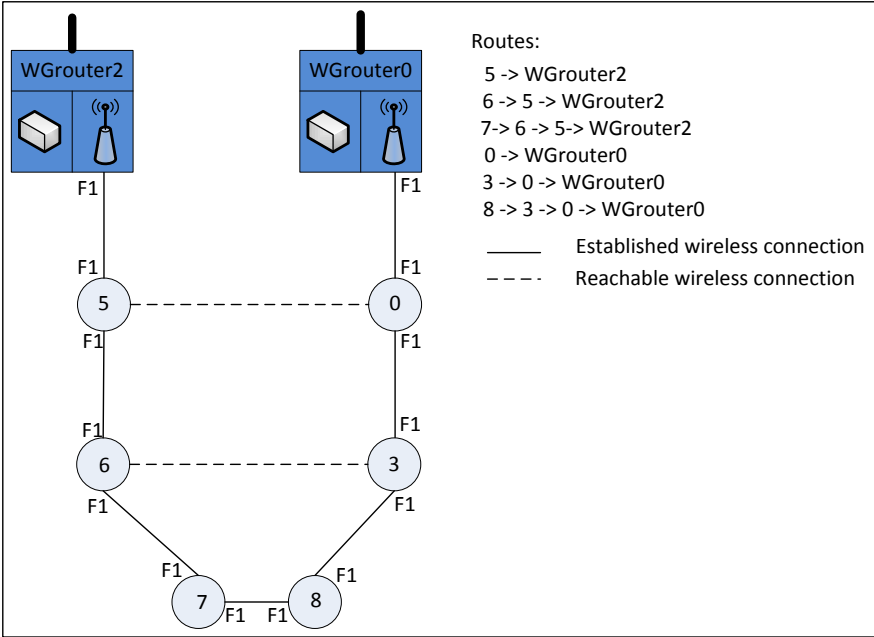 WGrouter2
WGrouter0
F1
F1
F1
F1
5
0
F1
F1
F1
F1
6
3
F1
F1
F1
F1
7
8
F1
F1
Routes:
5 -> WGrouter2
6 -> 5 -> WGrouter2
7-> 6 -> 5-> WGrouter2
0 -> WGrouter0
3 -> 0 -> WGrouter0
8 -> 3 -> 0 -> WGrouter0
Established wireless connection
Reachable wireless connection